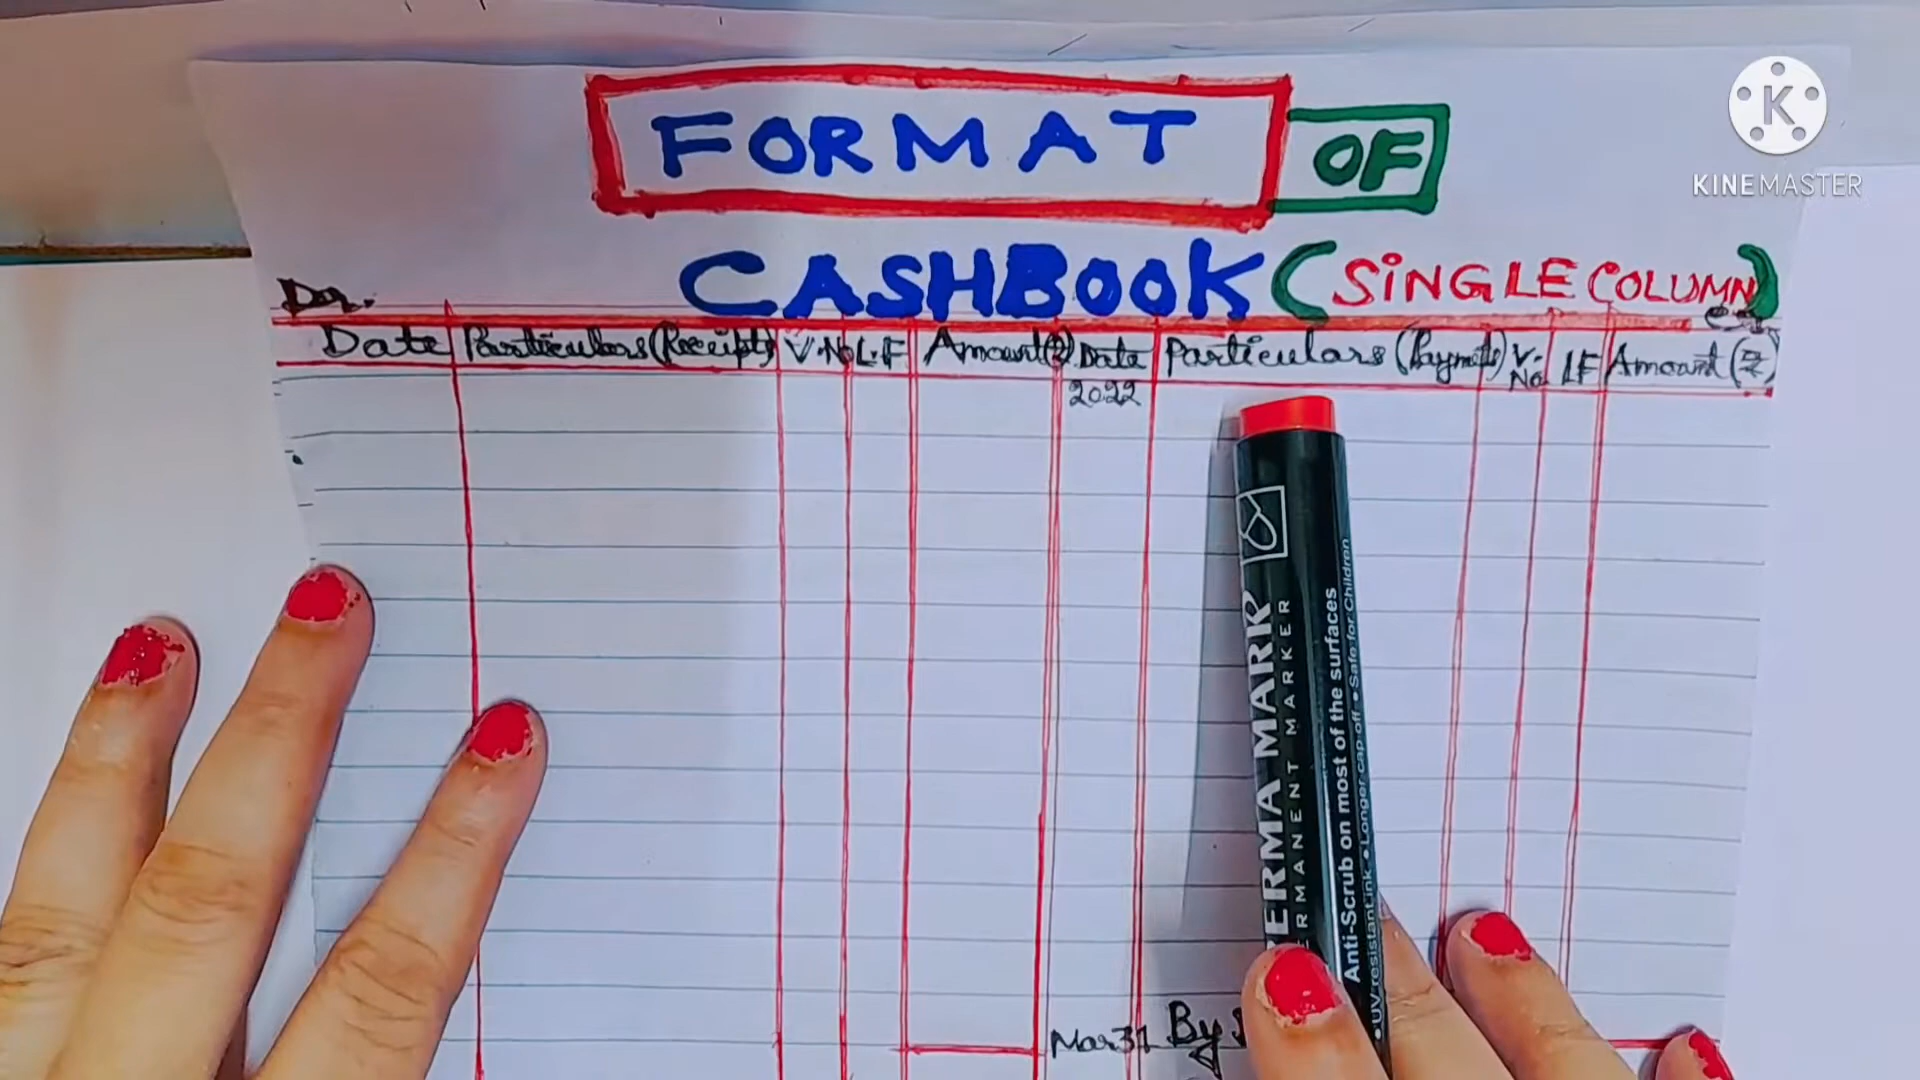 FORMAT OF
CASHBOOK (SINGLE COLUMN)
KINEMASTER
Dr.
Date Particulars (Receipts) V.No L.F Amount(₹) Date Particulars (Payments) V.No LF Amount (₹)
2022
Mar 31 By
PERMA MARK
PERMANENT MARKER
Anti-Scrub on most of the surfaces
• UV resistant ink • Longer cap off • Safe for Children